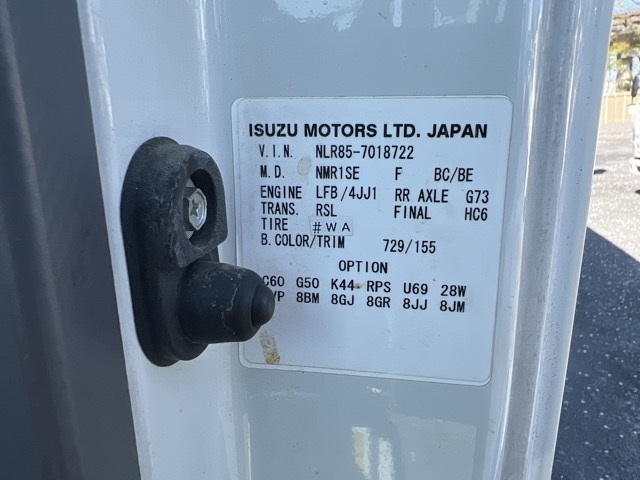 ISUZU MOTORS LTD. JAPAN
V.I.N. NLR85-7018722
M.D. NMR1SE F BC/BE
ENGINE LFB/4JJ1 RR AXLE G73
TRANS. RSL FINAL HC6
TIRE #WA
B.COLOR/TRIM 729/155
OPTION
C60 G50 K44 RPS U69 28W
8BM 8GJ 8GR 8JJ 8JM